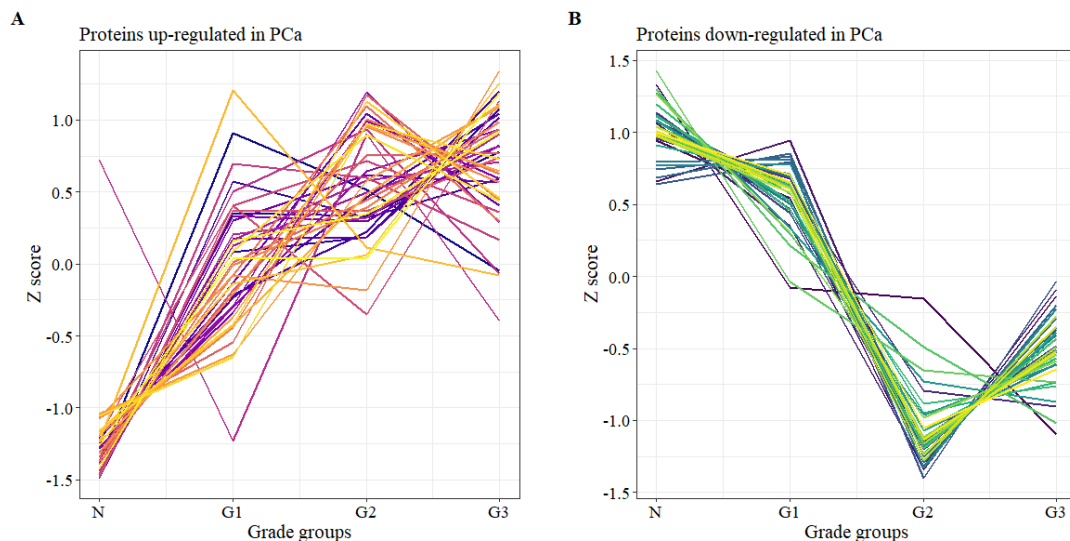 A
Proteins up-regulated in PCa
Z score
1.0
0.5
0.0
-0.5
-1.0
-1.5
N
G1
G2
G3
Grade groups
B
Proteins down-regulated in PCa
Z score
1.5
1.0
0.5
0.0
-0.5
-1.0
-1.5
N
G1
G2
G3
Grade groups